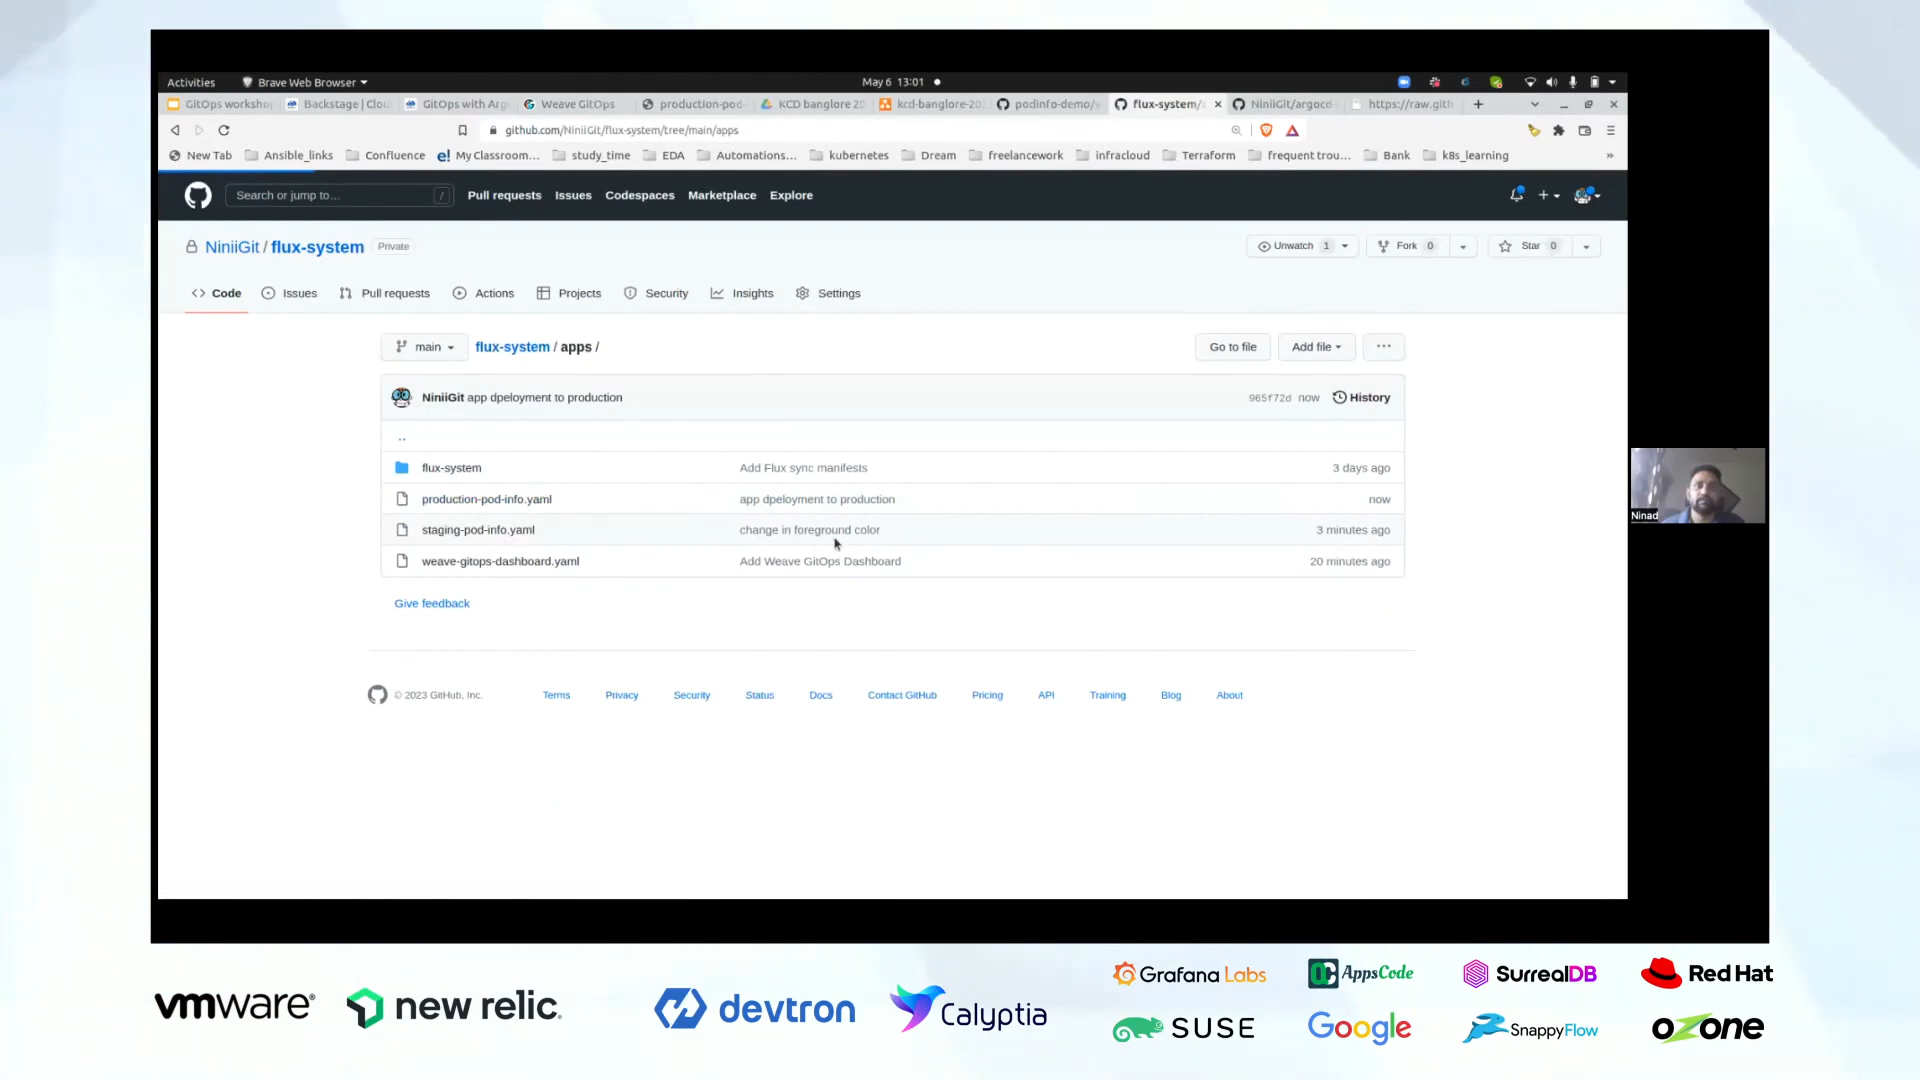 Activities Brave Web Browser May 6 13:01
GitOps workshop Backstage | Clou GitOps with Arg Weave GitOps production-pod- KCD banglore 20 kcd-banglore-202 podinfo-demo/v flux-system/a NiniiGit/argocd- https://raw.gith
github.com/NiniiGit/flux-system/tree/main/apps
New Tab Ansible_links Confluence My Classroom... study_time EDA Automations... kubernetes Dream freelancework infracloud Terraform frequent trou... Bank k8s_learning »
Search or jump to... / Pull requests Issues Codespaces Marketplace Explore
NiniiGit / flux-system Private Unwatch 1 Fork 0 Star 0
Code Issues Pull requests Actions Projects Security Insights Settings
main flux-system / apps / Go to file Add file ...
NiniiGit app dpeloyment to production 965f72d now History
..
flux-system Add Flux sync manifests 3 days ago
production-pod-info.yaml app dpeloyment to production now
staging-pod-info.yaml change in foreground color 3 minutes ago
weave-gitops-dashboard.yaml Add Weave GitOps Dashboard 20 minutes ago
Give feedback
© 2023 GitHub, Inc. Terms Privacy Security Status Docs Contact GitHub Pricing API Training Blog About
Ninad
vmware new relic. devtron Calyptia Grafana Labs AppsCode SurrealDB Red Hat
SUSE Google SnappyFlow ozone